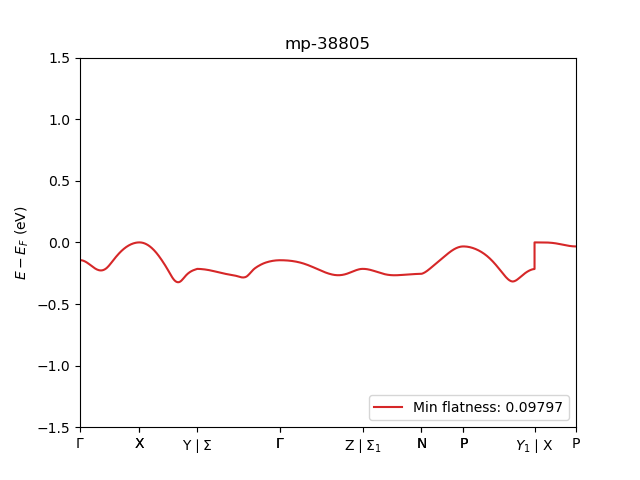 mp-38805
1.5
1.0
0.5
0.0
−0.5
−1.0
−1.5
E − E_F (eV)
Min flatness: 0.09797
Γ X Y | Σ Γ Z | Σ₁ N P Y₁ | X P